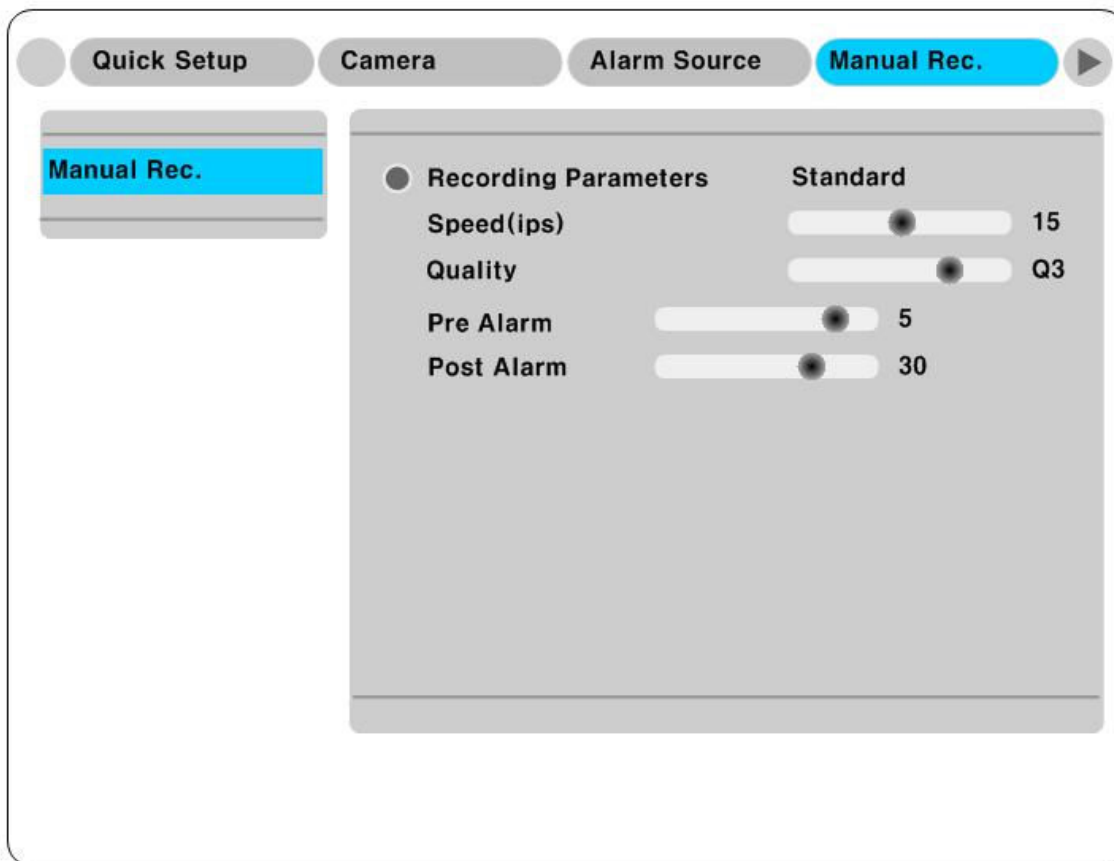 Quick Setup Camera Alarm Source Manual Rec.
Manual Rec.
Recording Parameters Standard
Speed(ips) 15
Quality Q3
Pre Alarm 5
Post Alarm 30